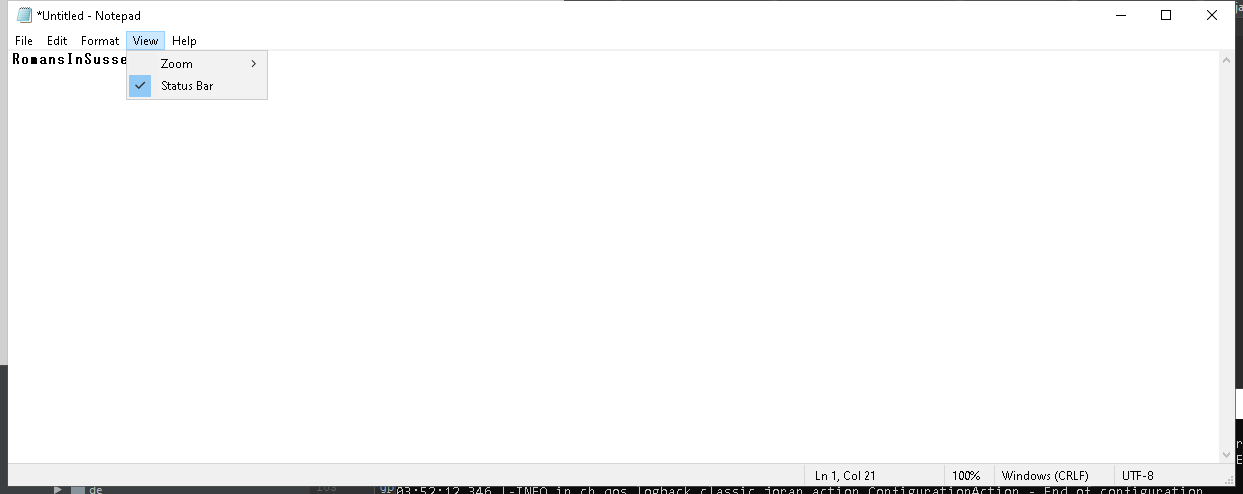 *Untitled - Notepad
File Edit Format View Help
RomansInSusse
Zoom
Status Bar
Ln 1, Col 21 100% Windows (CRLF) UTF-8
de
03:52:12,346 |-INFO in ch.qos.logback.classic.joran.action.ConfigurationAction - End of configuration.